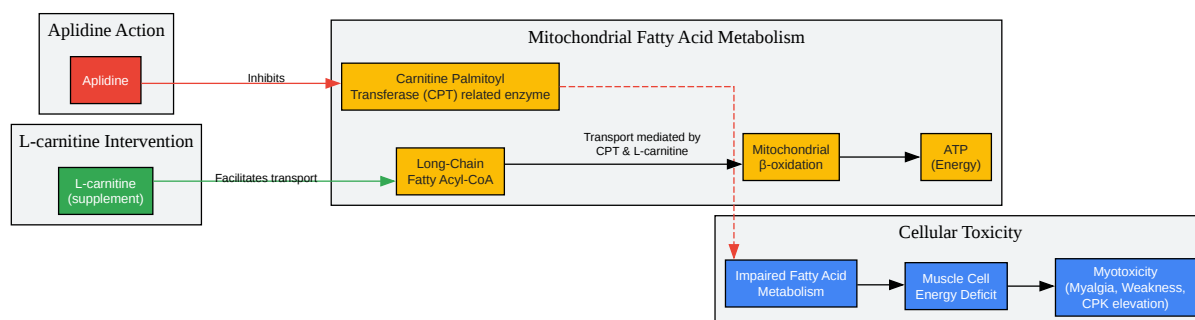 Aplidine Action
Aplidine
Inhibits
L-carnitine Intervention
L-carnitine
(supplement)
Facilitates transport
Mitochondrial Fatty Acid Metabolism
Carnitine Palmitoyl
Transferase (CPT) related enzyme
Long-Chain
Fatty Acyl-CoA
Transport mediated by
CPT & L-carnitine
Mitochondrial
β-oxidation
ATP
(Energy)
Cellular Toxicity
Impaired Fatty Acid
Metabolism
Muscle Cell
Energy Deficit
Myotoxicity
(Myalgia, Weakness,
CPK elevation)